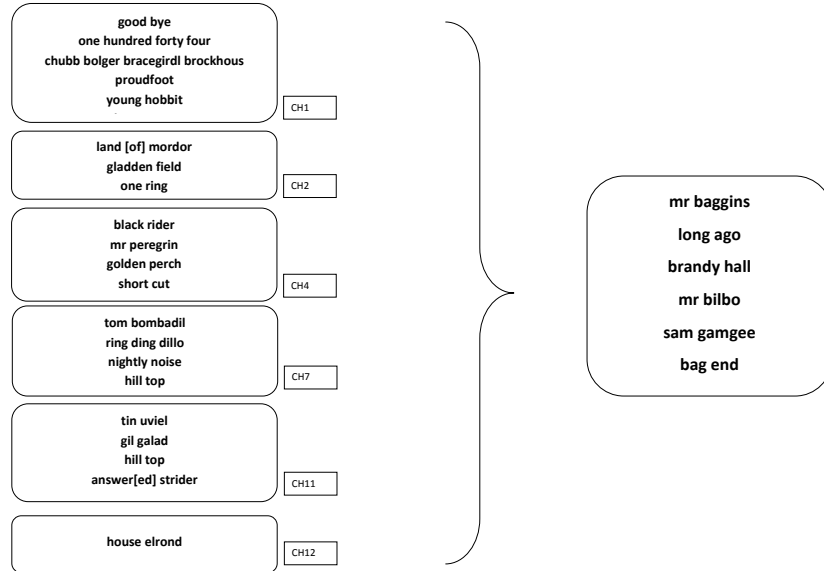 good bye
one hundred forty four
chubb bolger bracegirdl brockhous
proudfoot
young hobbit
CH1
land [of] mordor
gladden field
one ring
CH2
black rider
mr peregrin
golden perch
short cut
CH4
tom bombadil
ring ding dillo
nightly noise
hill top
CH7
tin uviel
gil galad
hill top
answer[ed] strider
CH11
house elrond
CH12
mr baggins
long ago
brandy hall
mr bilbo
sam gamgee
bag end